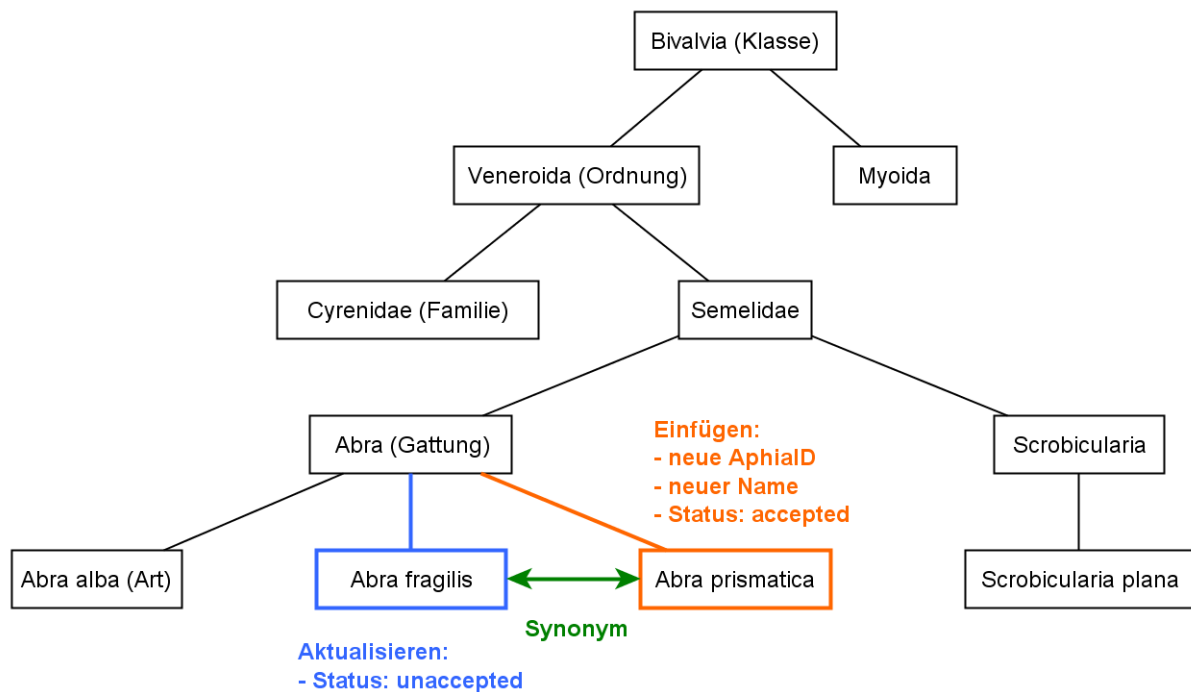 Bivalvia (Klasse)
Veneroida (Ordnung)
Myoida
Cyrenidae (Familie)
Semelidae
Abra (Gattung)
Einfügen:
- neue AphiaID
- neuer Name
- Status: accepted
Scrobicularia
Abra alba (Art)
Abra fragilis
Abra prismatica
Scrobicularia plana
Synonym
Aktualisieren:
- Status: unaccepted